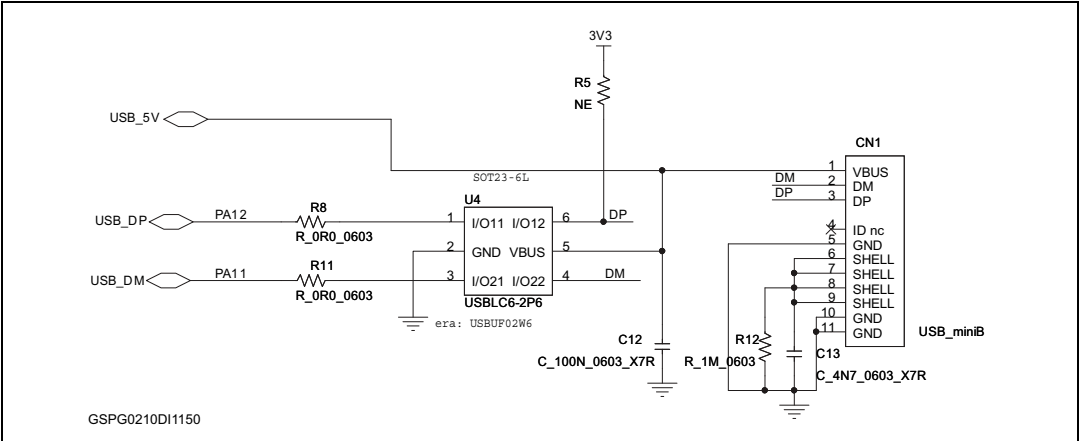 3V3
R5
NE
USB_5V
CN1
SOT23-6L
U4
USB_DP
PA12
R8
R_0R0_0603
1
I/O11
I/O12
6
DP
2
GND
VBUS
5
USB_DM
PA11
R11
R_0R0_0603
3
I/O21
I/O22
4
DM
USBLC6-2P6
era: USBUF02W6
1
VBUS
DM
2
DM
DP
3
DP
4
ID nc
5
GND
6
SHELL
7
SHELL
8
SHELL
9
SHELL
10
GND
11
GND
USB_miniB
C12
C_100N_0603_X7R
R12
R_1M_0603
C13
C_4N7_0603_X7R
GSPG0210DI1150